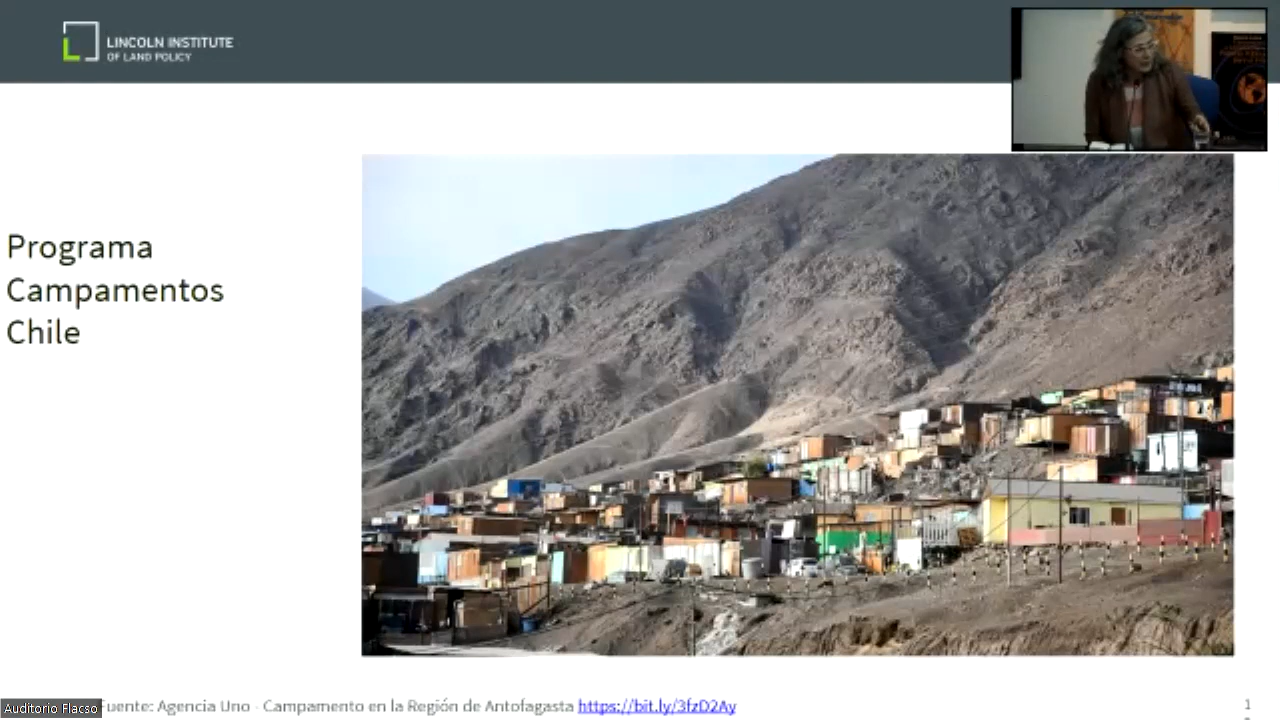 LINCOLN INSTITUTE
OF LAND POLICY
Programa
Campamentos
Chile
Auditorio Flacso
Fuente: Agencia Uno - Campamento en la Región de Antofagasta https://bit.ly/3fzD2Ay
1